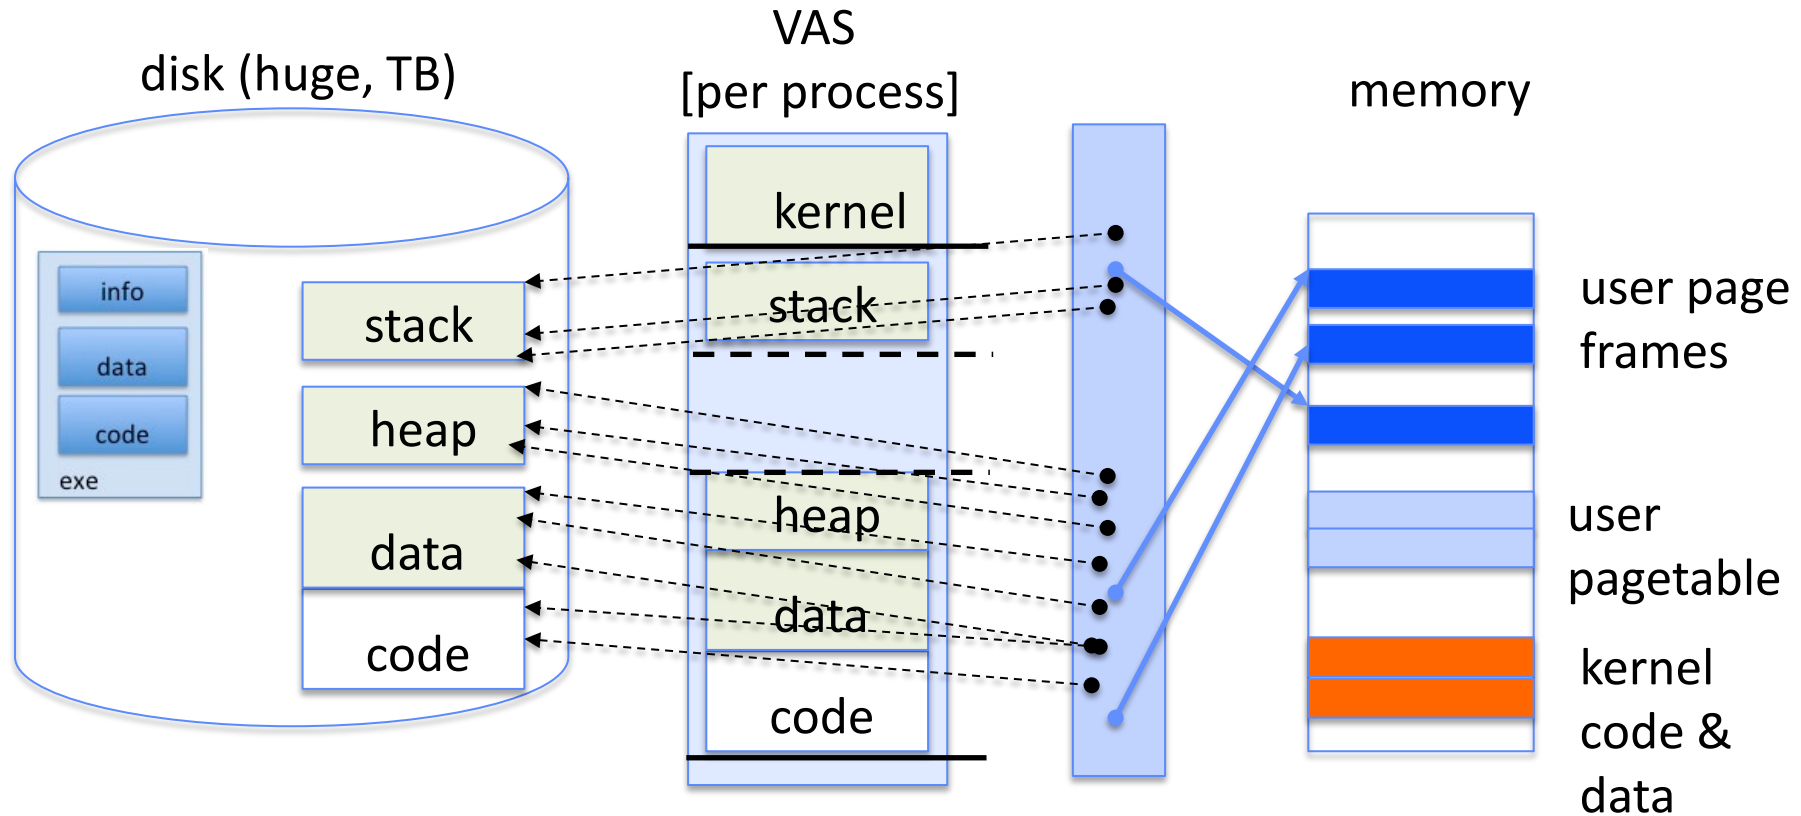 disk (huge, TB)
VAS
[per process]
memory
info
data
code
exe
stack
heap
data
code
kernel
stack
heap
data
code
user page
frames
user
pagetable
kernel
code &
data